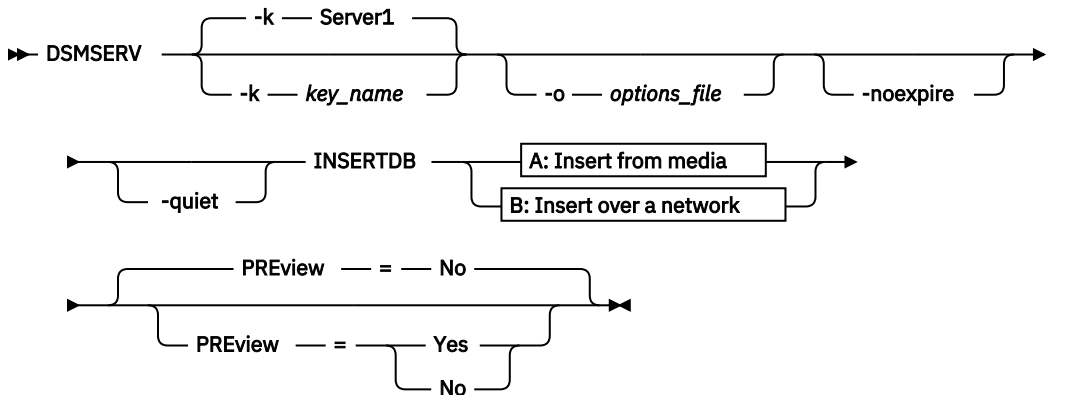 -k Server1
DSMSERV
-k key_name
-o options_file
-noexpire
INSERTDB
A: Insert from media
-quiet
B: Insert over a network
PREview = No
PREview = Yes
No